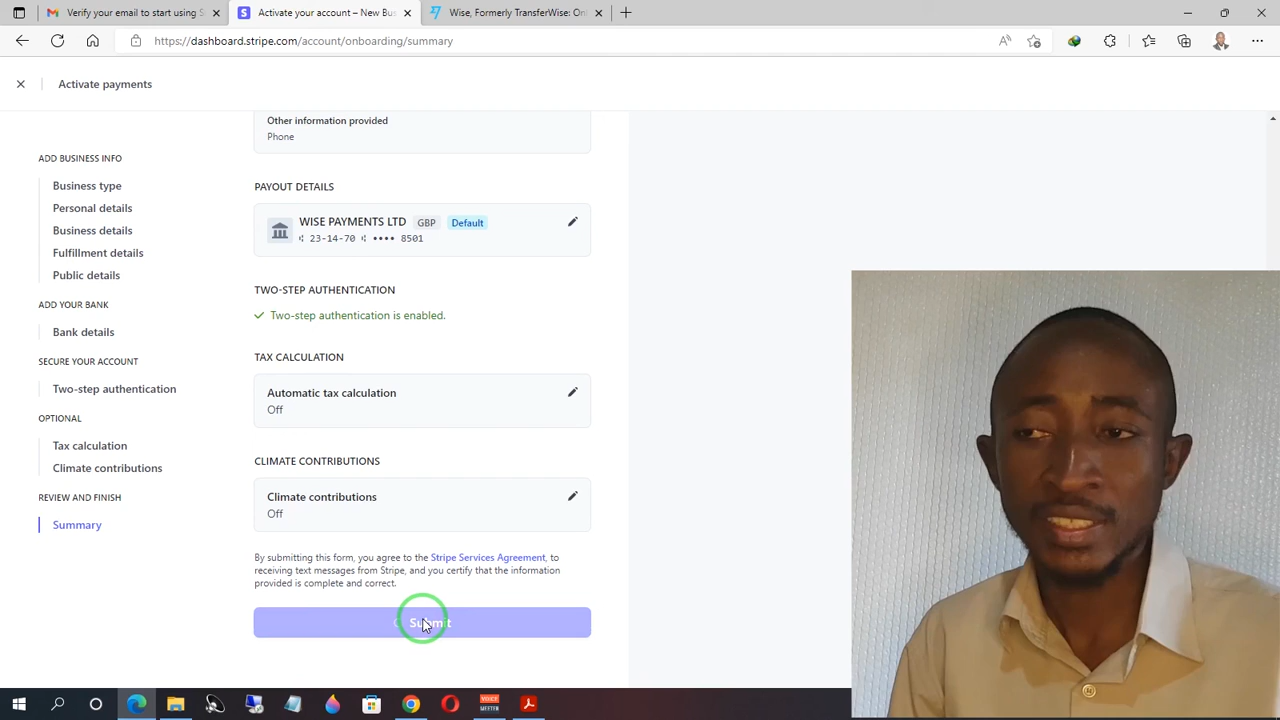 Verify your email to start using S
Activate your account – New Bus
Wise, Formerly TransferWise: Onl
https://dashboard.stripe.com/account/onboarding/summary
Activate payments
Other information provided
Phone
ADD BUSINESS INFO
Business type
Personal details
Business details
Fulfillment details
Public details
ADD YOUR BANK
Bank details
SECURE YOUR ACCOUNT
Two-step authentication
OPTIONAL
Tax calculation
Climate contributions
REVIEW AND FINISH
Summary
PAYOUT DETAILS
WISE PAYMENTS LTD GBP Default
23-14-70 •••• 8501
TWO-STEP AUTHENTICATION
Two-step authentication is enabled.
TAX CALCULATION
Automatic tax calculation
Off
CLIMATE CONTRIBUTIONS
Climate contributions
Off
By submitting this form, you agree to the Stripe Services Agreement, to
receiving text messages from Stripe, and you certify that the information
provided is complete and correct.
Submit